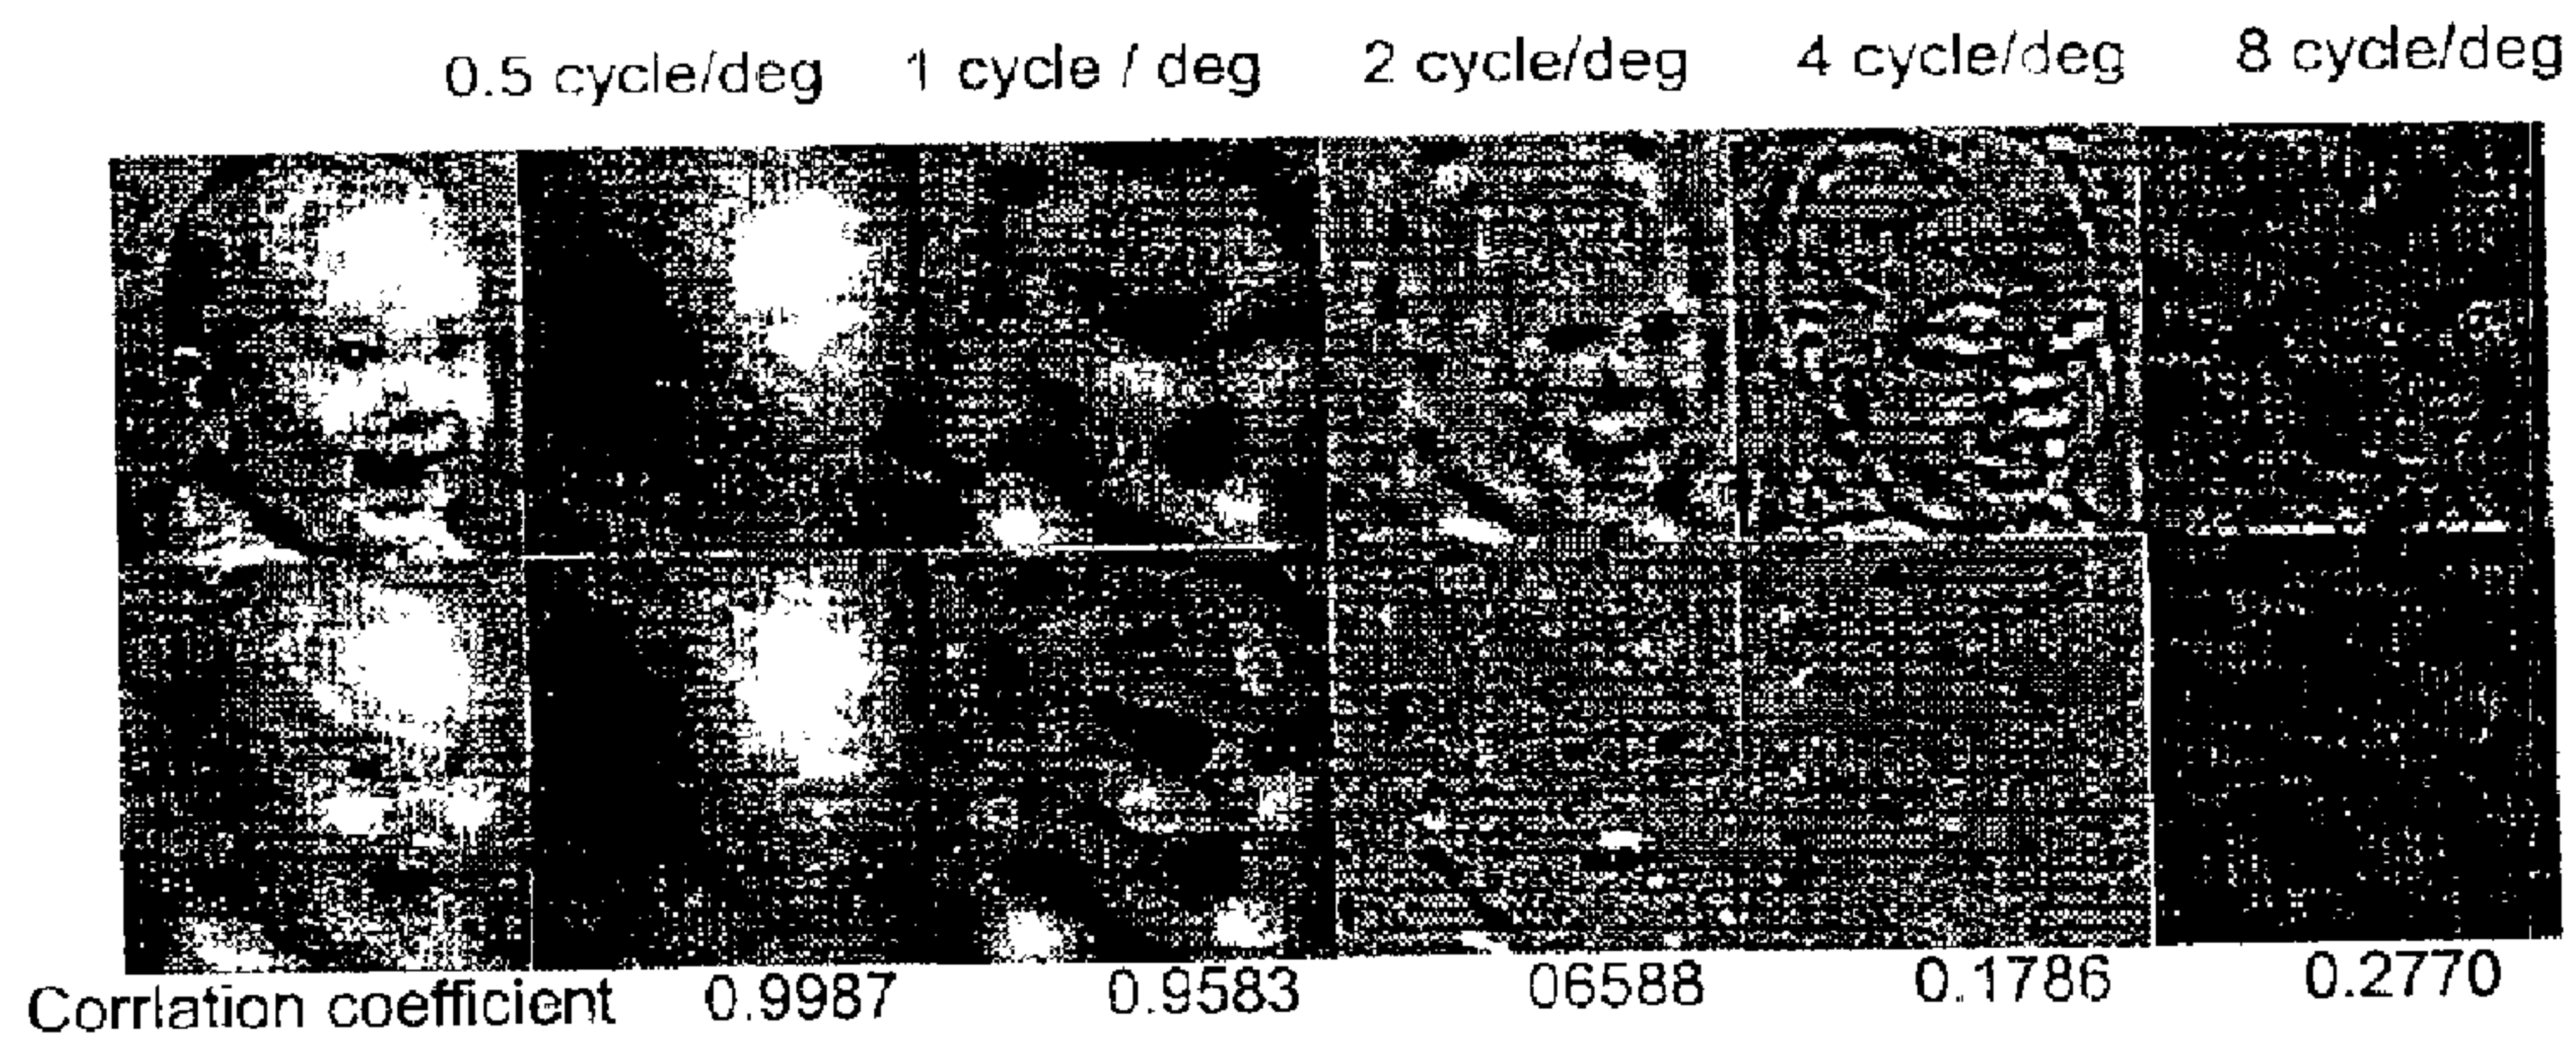 0.5 cycle/deg 1 cycle / deg 2 cycle/deg 4 cycle/deg 8 cycle/deg
Corrlation coefficient 0.9987 0.9583 06588 0.1786 0.2770